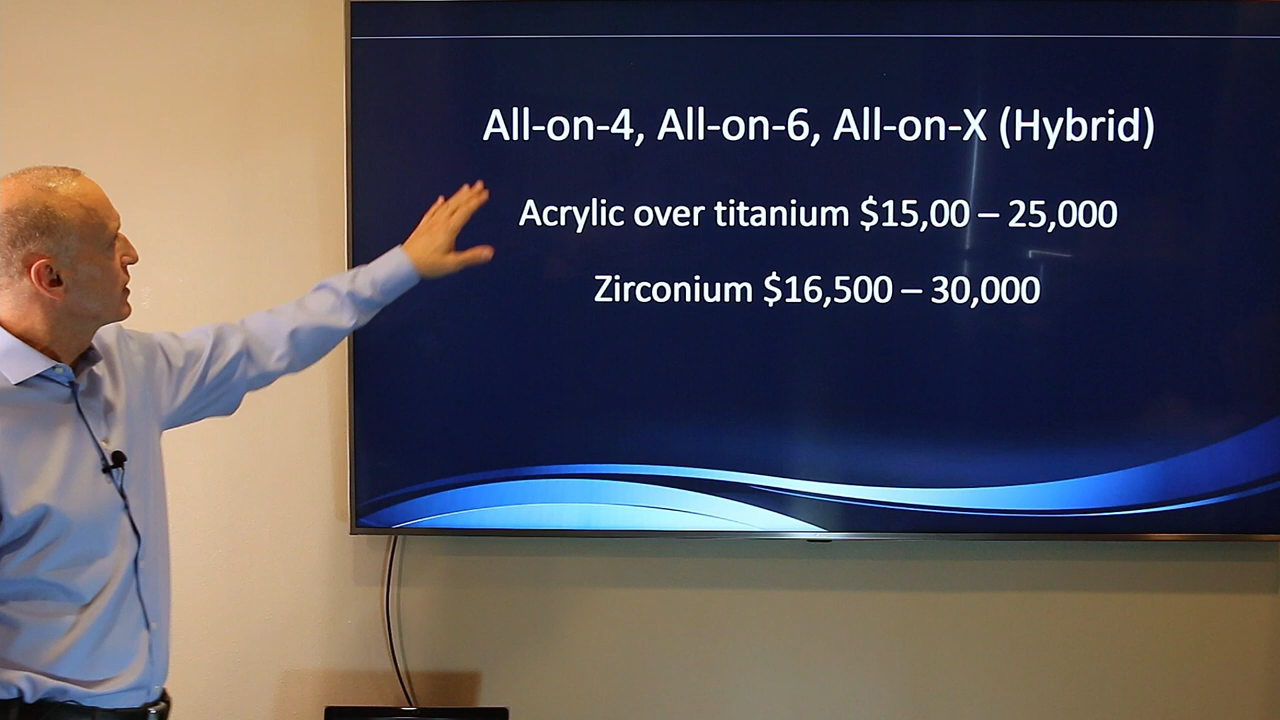 All-on-4, All-on-6, All-on-X (Hybrid)
Acrylic over titanium $15,00 – 25,000
Zirconium $16,500 – 30,000